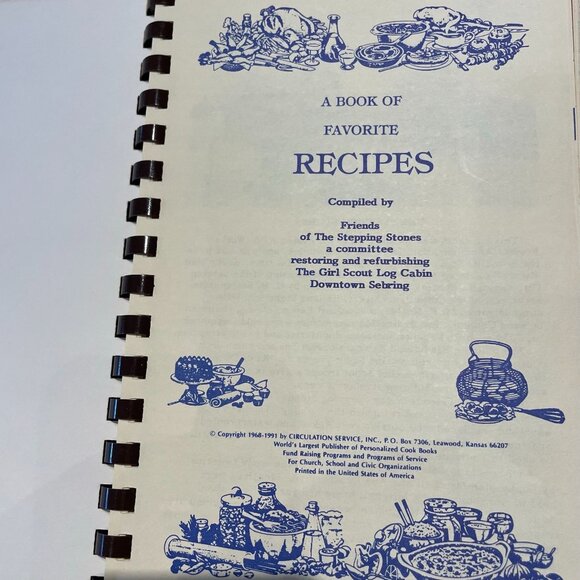 A BOOK OF
FAVORITE
RECIPES
Compiled by
Friends
of The Stepping Stones
a committee
restoring and refurbishing
The Girl Scout Log Cabin
Downtown Sebring
© Copyright 1968-1991 by CIRCULATION SERVICE, INC., P. O. Box 7306, Leawood, Kansas 66207
World's Largest Publisher of Personalized Cook Books
Fund Raising Programs and Programs of Service
For Church, School and Civic Organizations
Printed in the United States of America